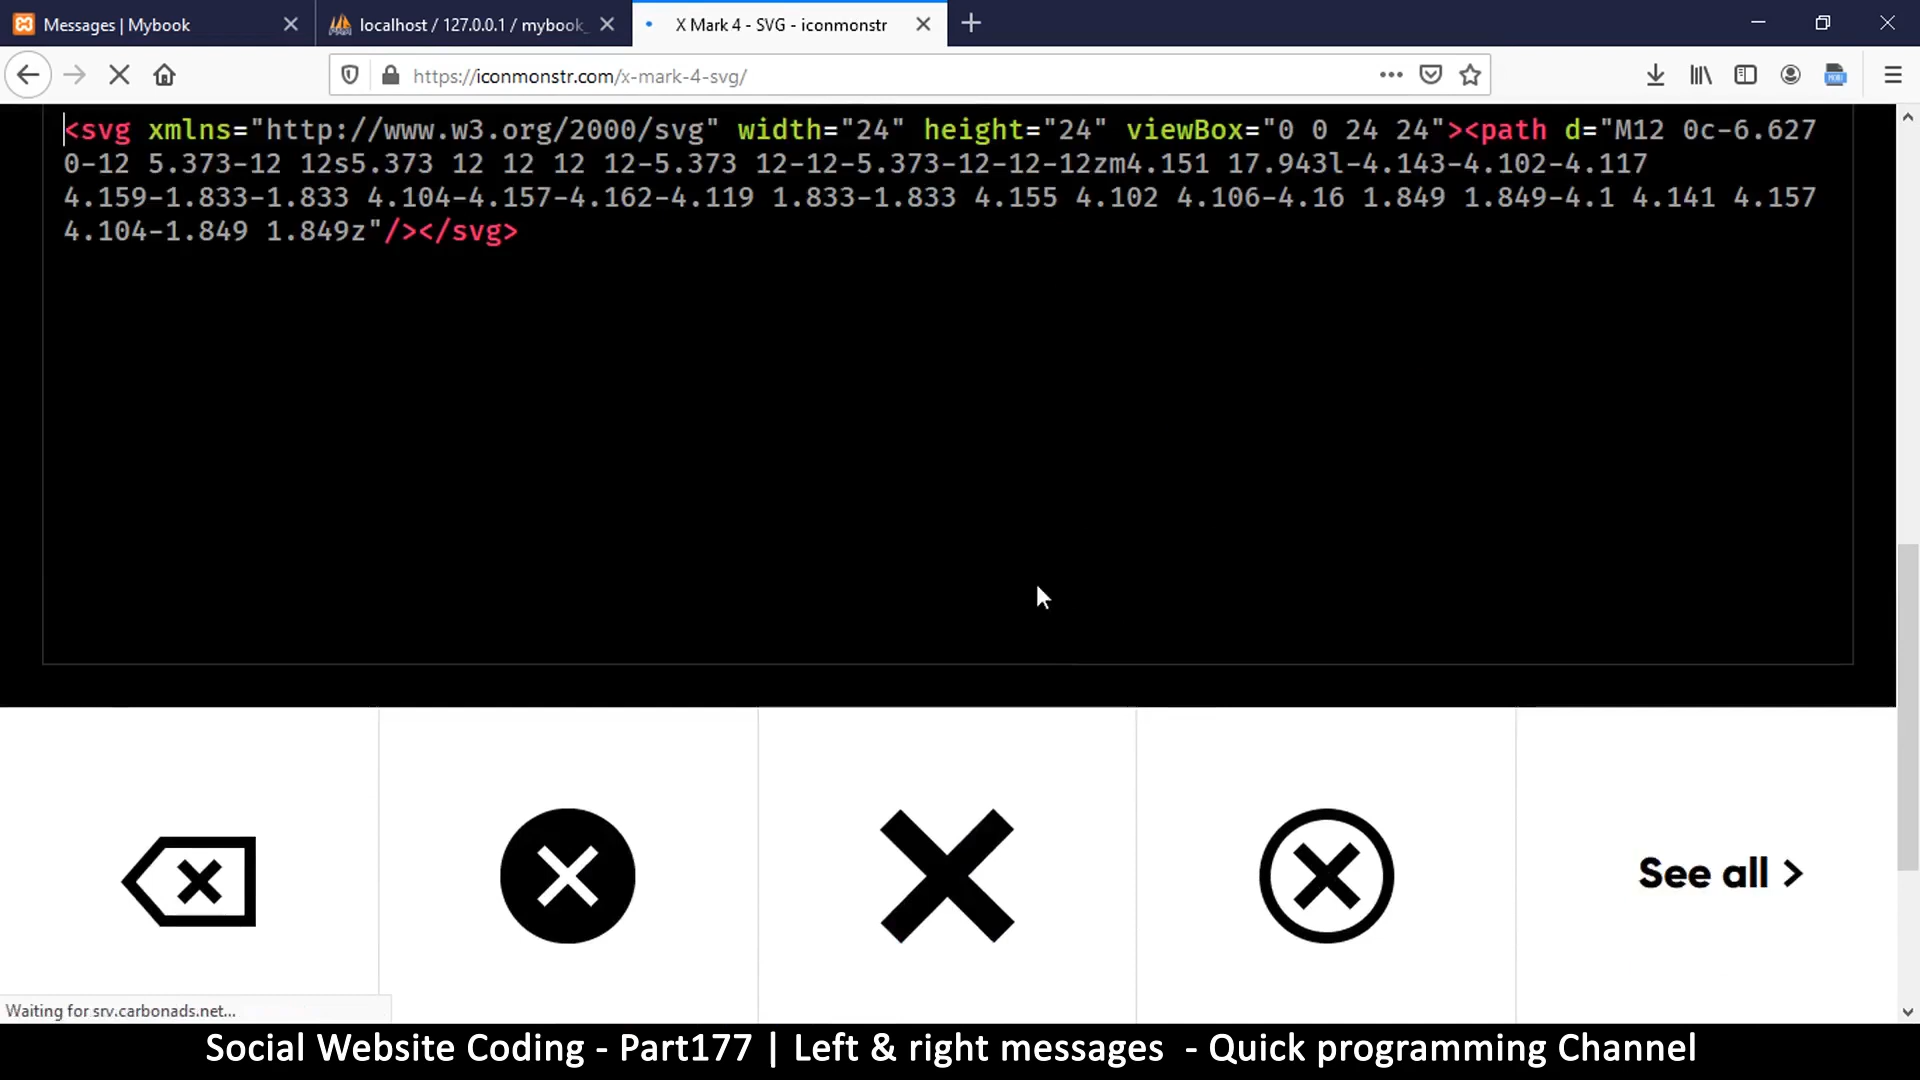 Messages | Mybook
localhost / 127.0.0.1 / mybook_
X Mark 4 - SVG - iconmonstr
https://iconmonstr.com/x-mark-4-svg/
<svg xmlns="http://www.w3.org/2000/svg" width="24" height="24" viewBox="0 0 24 24"><path d="M12 0c-6.627
0-12 5.373-12 12s5.373 12 12 12 12-5.373 12-12-5.373-12-12-12zm4.151 17.943l-4.143-4.102-4.117
4.159-1.833-1.833 4.104-4.157-4.162-4.119 1.833-1.833 4.155 4.102 4.106-4.16 1.849 1.849-4.1 4.141 4.157
4.104-1.849 1.849z"/></svg>
See all >
Waiting for srv.carbonads.net...
Social Website Coding - Part177 | Left & right messages - Quick programming Channel